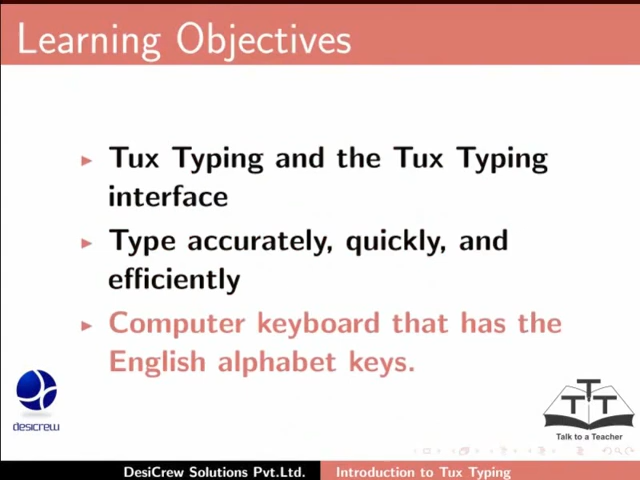 Learning Objectives
Tux Typing and the Tux Typing
interface
Type accurately, quickly, and
efficiently
Computer keyboard that has the
English alphabet keys.
desicrew
TTT
Talk to a Teacher
DesiCrew Solutions Pvt.Ltd. Introduction to Tux Typing